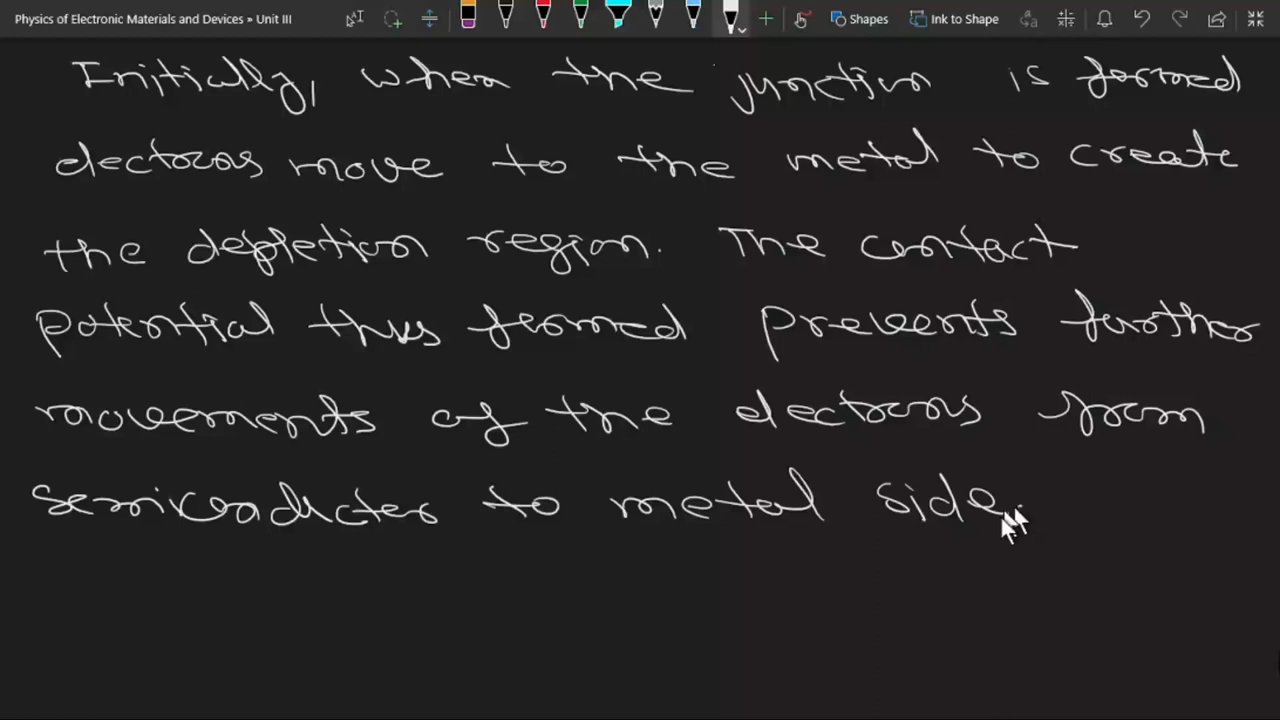 Physics of Electronic Materials and Devices » Unit III
Shapes
Ink to Shape
Initially, when the junction is formed
electrons move to the metal to create
the depletion region. The contact
potential thus formed prevents further
movements of the electrons from
semiconductor to metal side.